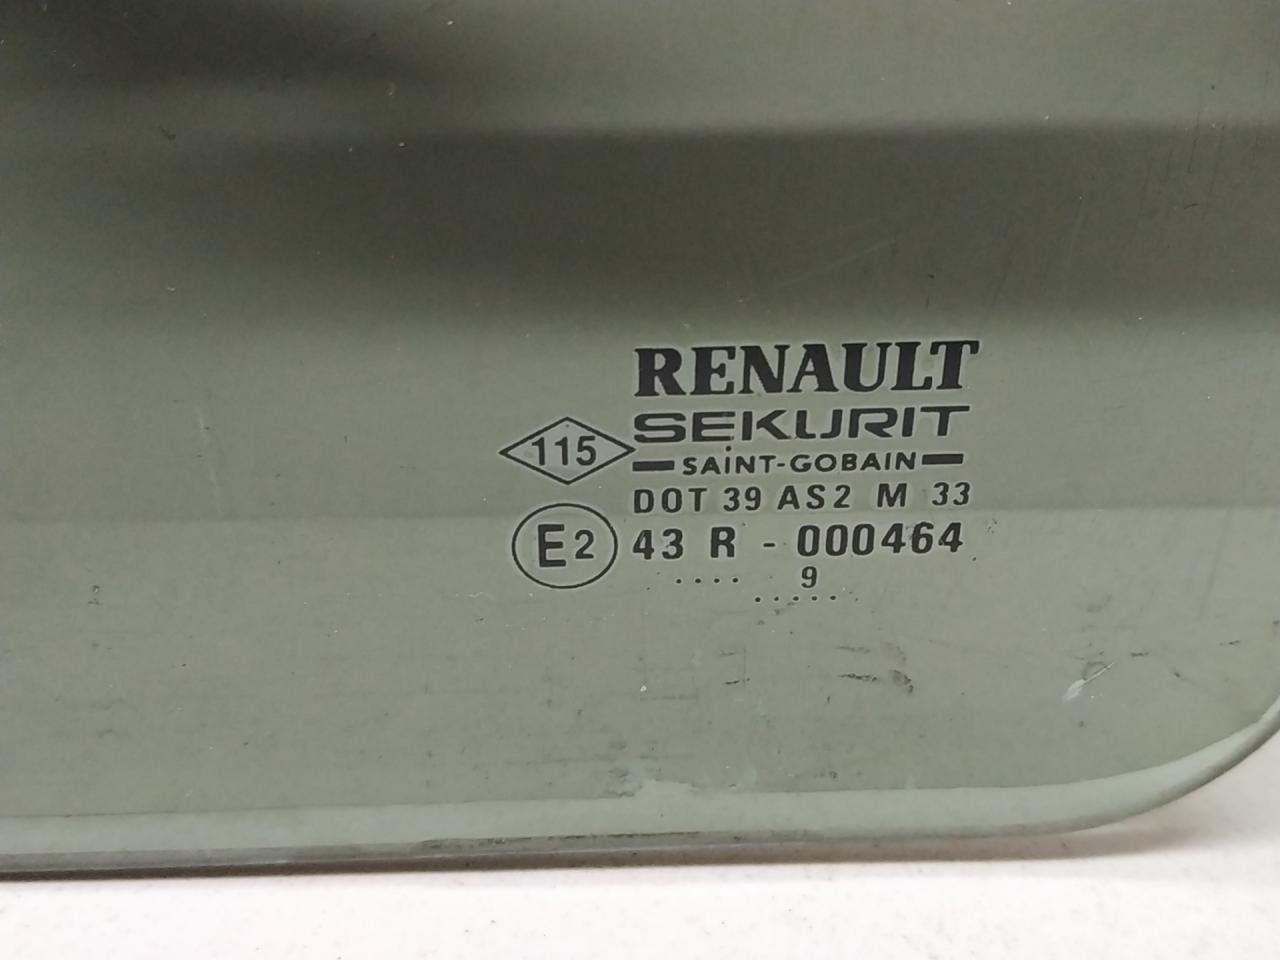 RENAULT
SEKURIT
115
SAINT-GOBAIN
DOT 39 AS2 M 33
E2 43 R - 000464
.... 9
.....